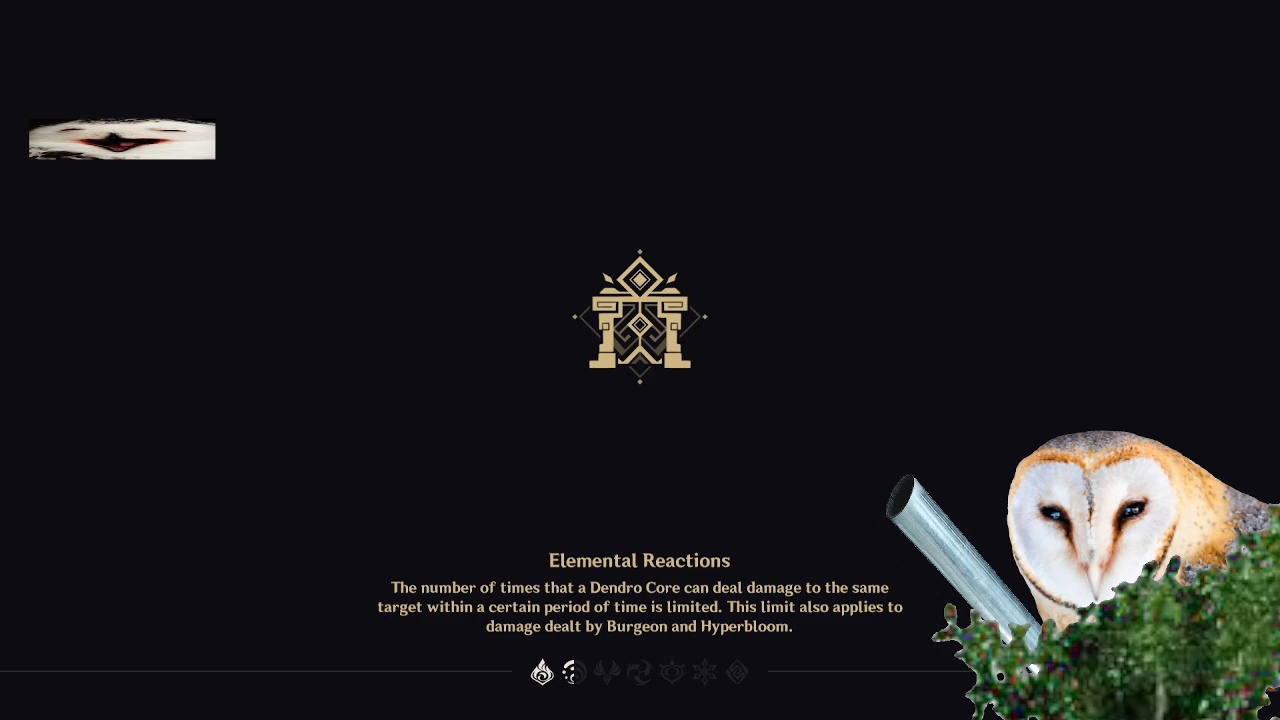 Elemental Reactions
The number of times that a Dendro Core can deal damage to the same
target within a certain period of time is limited. This limit also applies to
damage dealt by Burgeon and Hyperbloom.